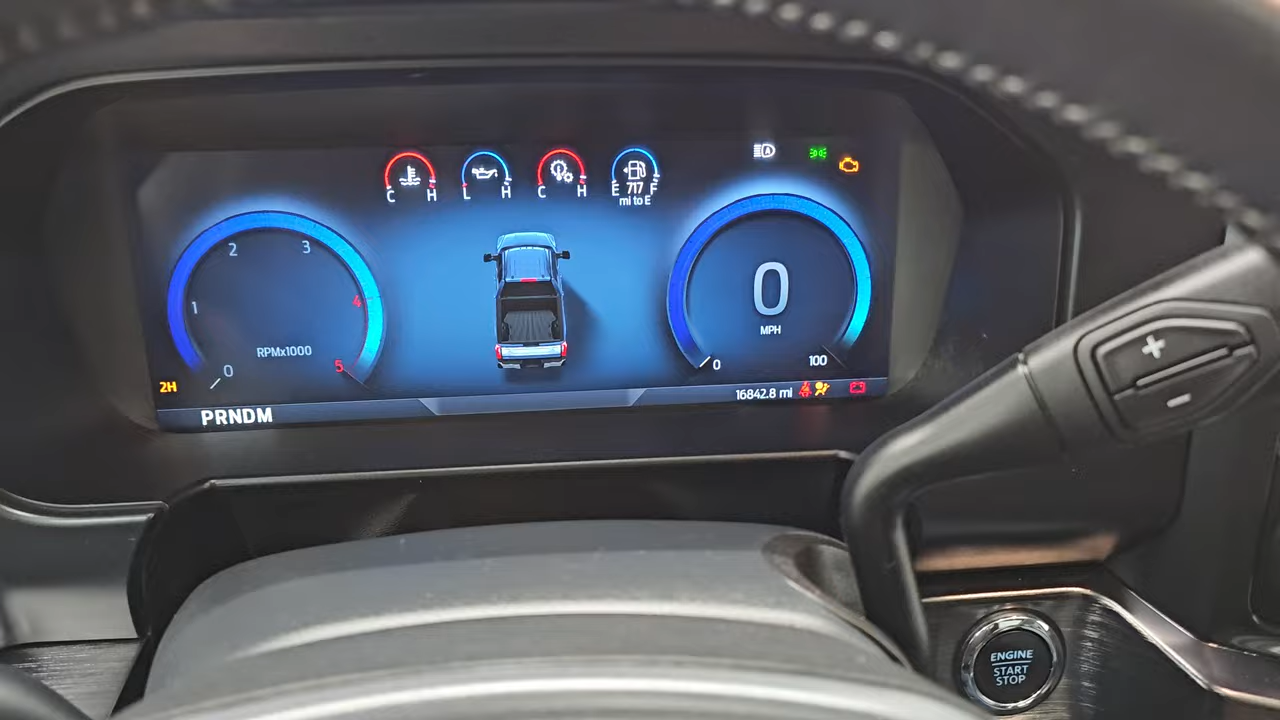 C H
L H
C H
E 717 F
mi to E
A
2 3
1 4
RPMx1000
0 5
0
MPH
0 100
2H
PRNDM
16842.8 mi
+
-
ENGINE
START
STOP